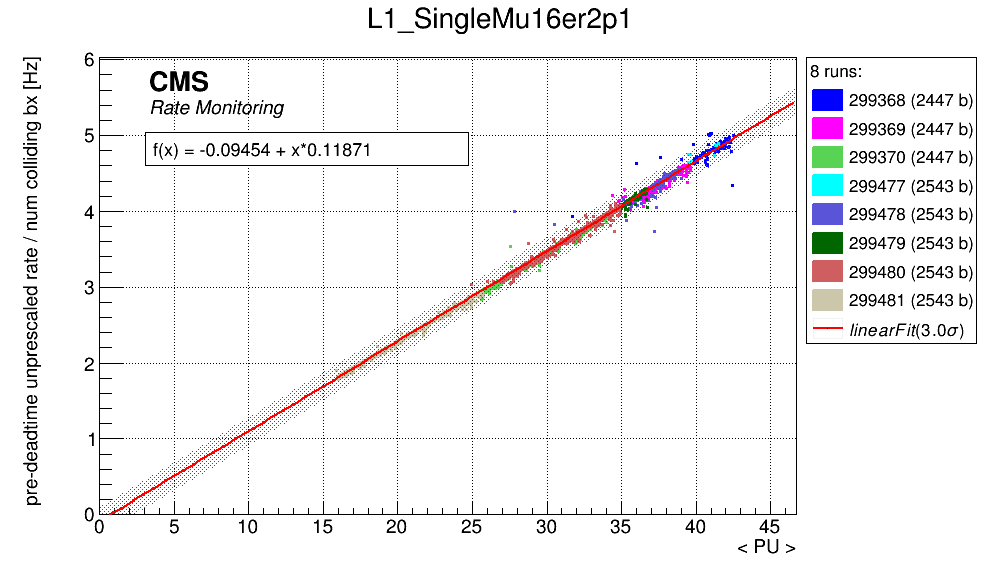 L1_SingleMu16er2p1
pre-deadtime unprescaled rate / num colliding bx [Hz]
6
5
4
3
2
1
0
CMS
Rate Monitoring
f(x) = -0.09454 + x*0.11871
0 5 10 15 20 25 30 35 40 45
< PU >
8 runs:
299368 (2447 b)
299369 (2447 b)
299370 (2447 b)
299477 (2543 b)
299478 (2543 b)
299479 (2543 b)
299480 (2543 b)
299481 (2543 b)
linearFit(3.0σ)